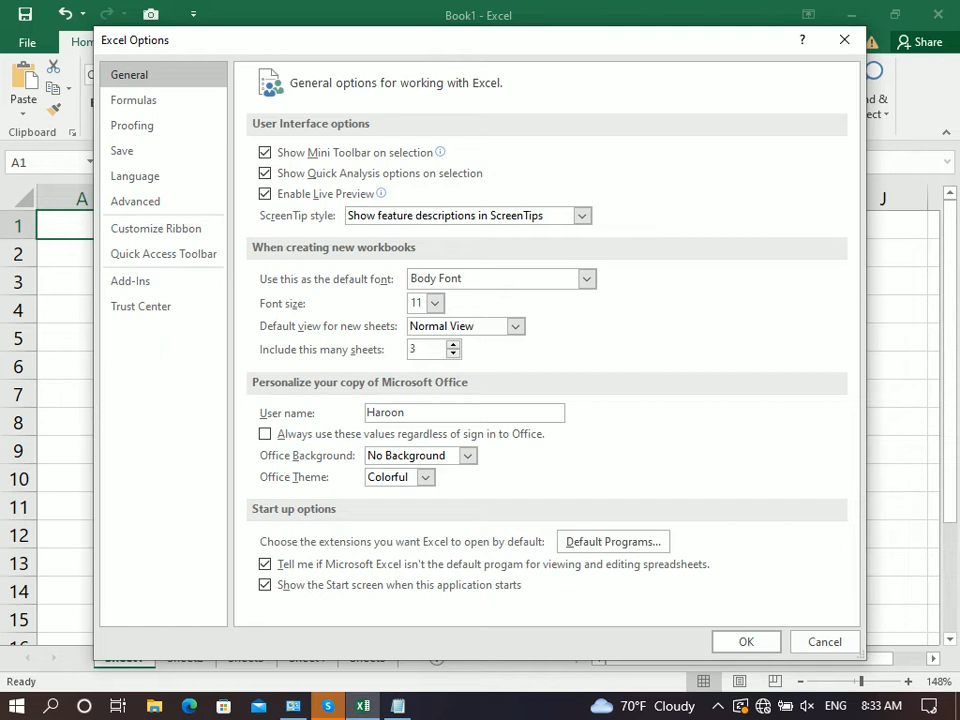 Book1 - Excel
File
Hom
Share
Excel Options
?
Paste
Clipboard
nd &
ect
A1
A
J
1
2
3
4
5
6
7
8
9
10
11
12
13
14
15
General
Formulas
Proofing
Save
Language
Advanced
Customize Ribbon
Quick Access Toolbar
Add-Ins
Trust Center
General options for working with Excel.
User Interface options
Show Mini Toolbar on selection
Show Quick Analysis options on selection
Enable Live Preview
ScreenTip style: Show feature descriptions in ScreenTips
When creating new workbooks
Use this as the default font: Body Font
Font size: 11
Default view for new sheets: Normal View
Include this many sheets: 3
Personalize your copy of Microsoft Office
User name: Haroon
Always use these values regardless of sign in to Office.
Office Background: No Background
Office Theme: Colorful
Start up options
Choose the extensions you want Excel to open by default: Default Programs...
Tell me if Microsoft Excel isn't the default progam for viewing and editing spreadsheets.
Show the Start screen when this application starts
OK Cancel
Ready
148%
70°F Cloudy
ENG
8:33 AM